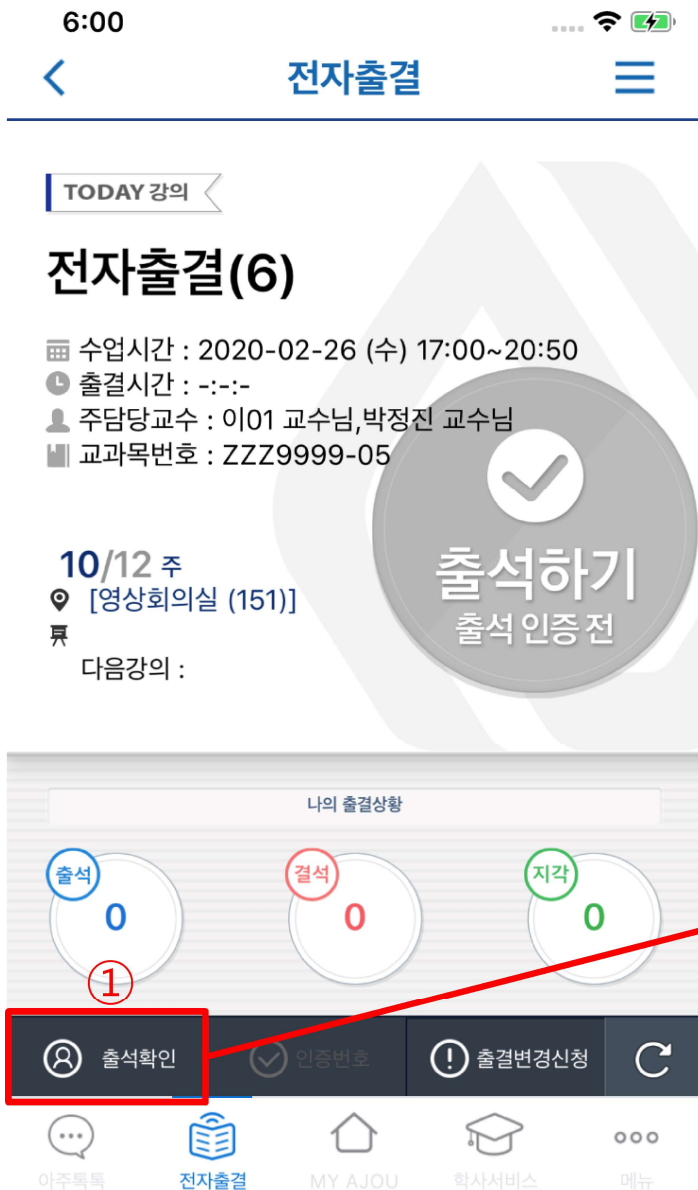 6:00
전자출결
TODAY 강의
전자출결(6)
수업시간 : 2020-02-26 (수) 17:00~20:50
출결시간 : -:-:-
주담당교수 : 이01 교수님,박정진 교수님
교과목번호 : ZZZ9999-05
출석하기
출석 인증 전
10/12 주
[영상회의실 (151)]
다음강의 :
나의 출결상황
출석 결석 지각
0 0 0
①
출석확인 인증번호 출결변경신청
아주톡톡 전자출결 MY AJOU 학사서비스 메뉴